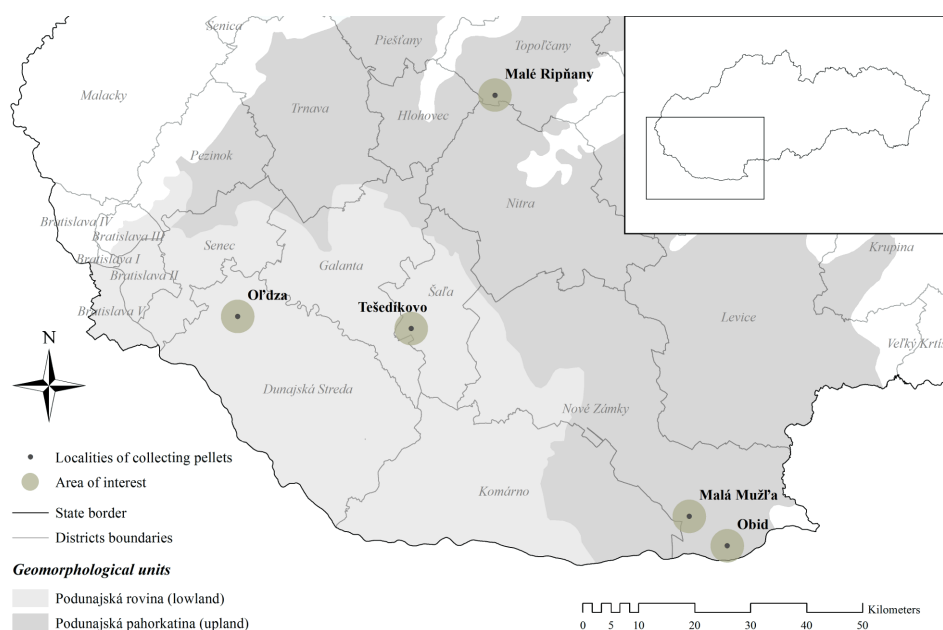 Senica
Piešťany
Topoľčany
Malé Ripňany
Malacky
Trnava
Hlohovec
Pezinok
Nitra
Bratislava IV
Bratislava III
Senec
Krupina
Bratislava I
Galanta
Bratislava II
Šaľa
Oľdza
Tešedíkovo
Bratislava V
Levice
Veľký Krtíš
N
Dunajská Streda
Nové Zámky
Localities of collecting pellets
Area of interest
Komárno
Malá Mužľa
State border
Obid
Districts boundaries
Geomorphological units
Podunajská rovina (lowland)
Podunajská pahorkatina (upland)
Kilometers
0 5 10 20 30 40 50